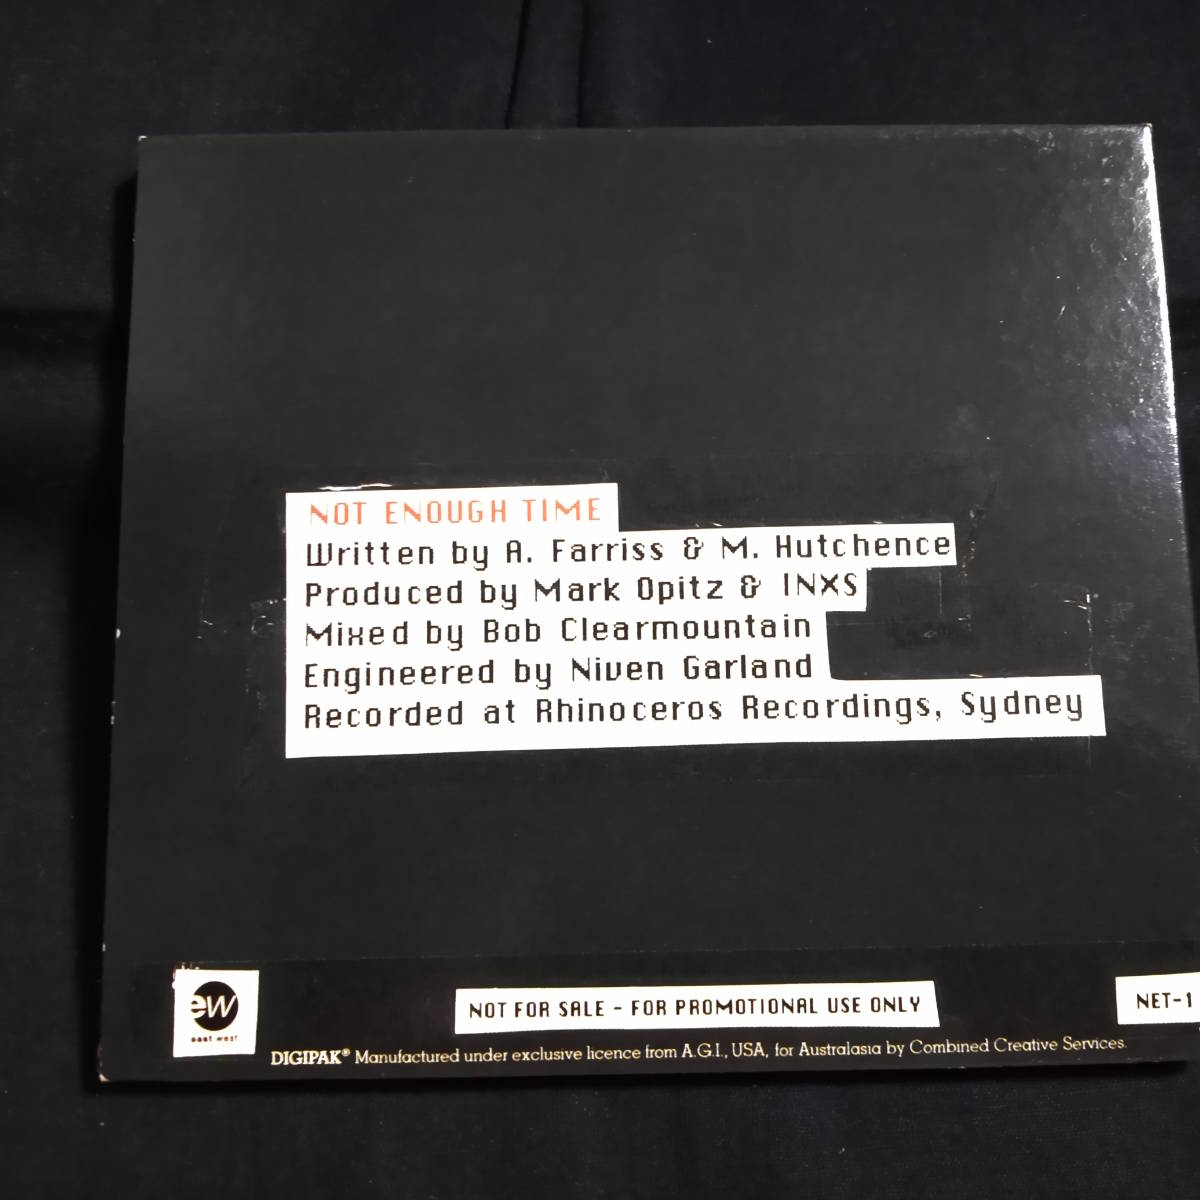 NOT ENOUGH TIME
Written by A. Farriss & M. Hutchence
Produced by Mark Opitz & INXS
Mixed by Bob Clearmountain
Engineered by Niven Garland
Recorded at Rhinoceros Recordings, Sydney
ew
east west
NOT FOR SALE - FOR PROMOTIONAL USE ONLY
NET-1
DIGIPAK® Manufactured under exclusive licence from A.G.I., USA, for Australasia by Combined Creative Services.